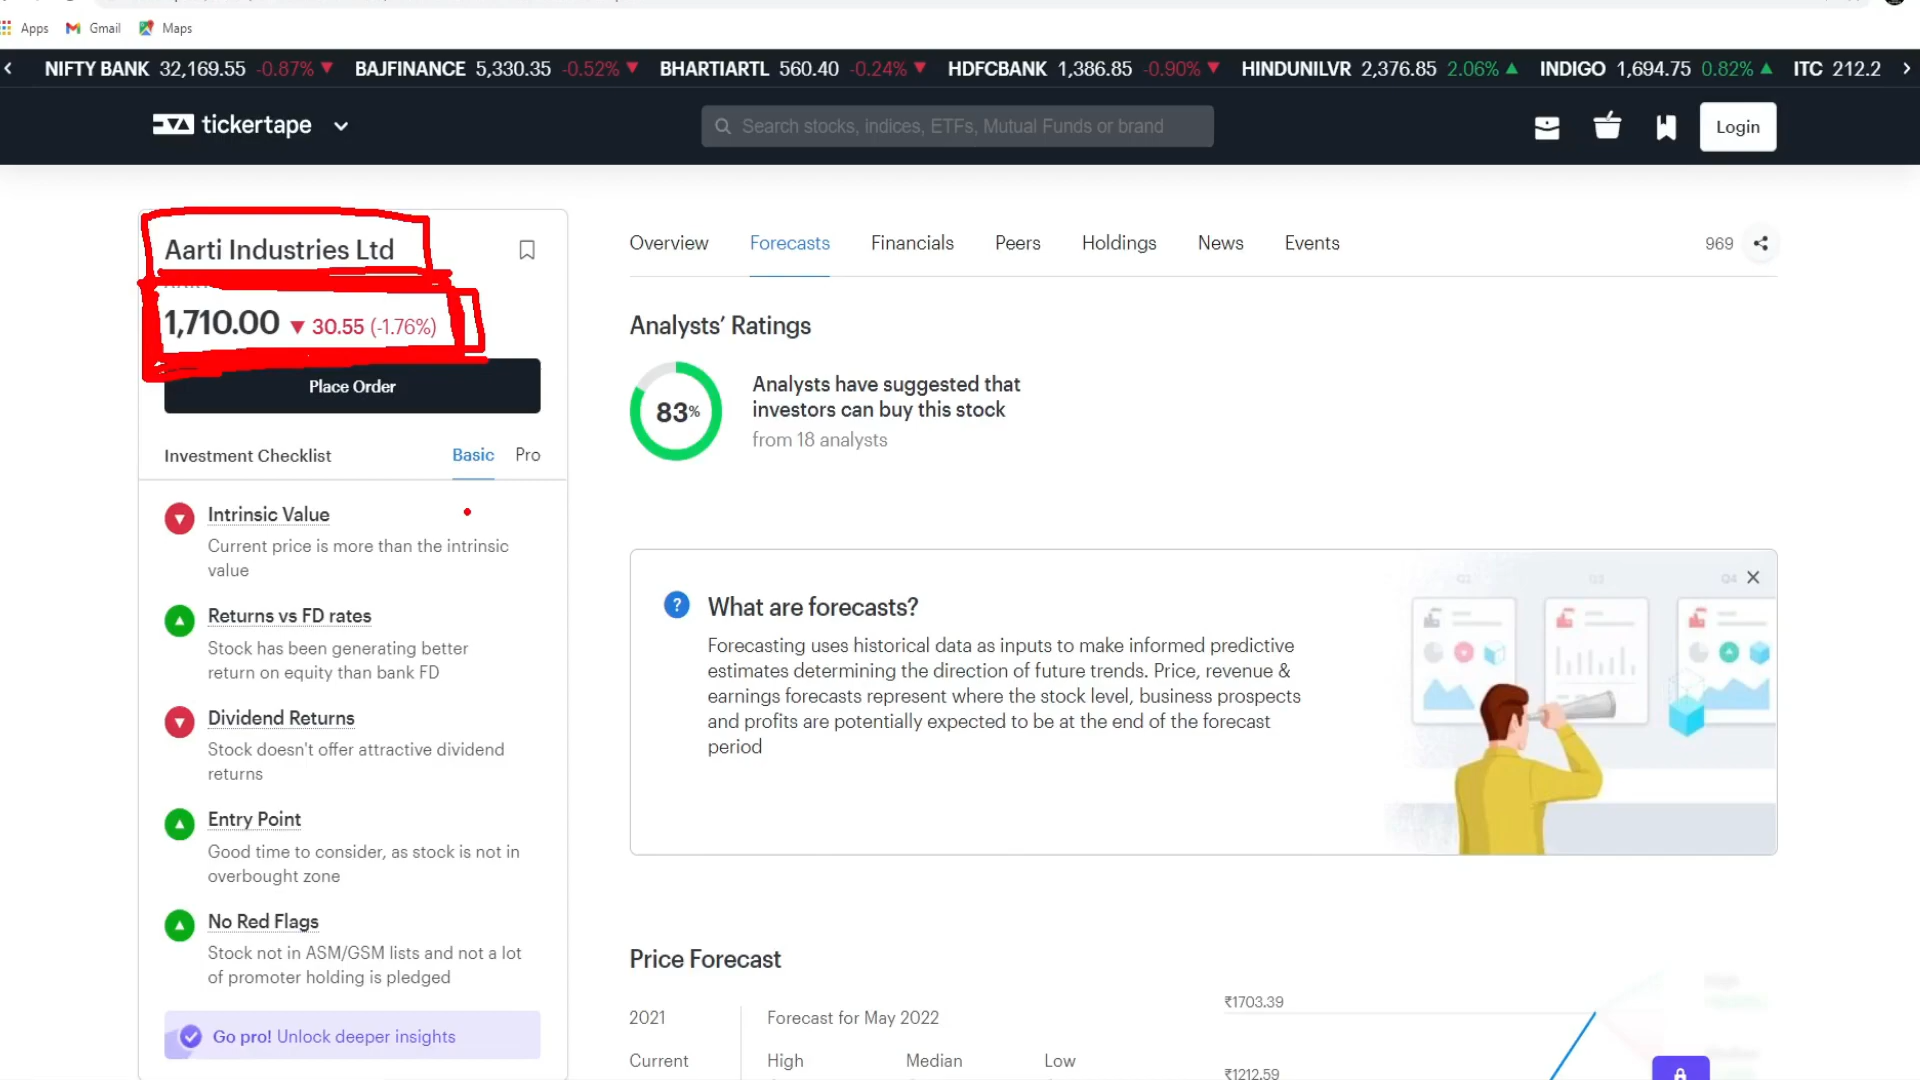 Apps Gmail Maps
NIFTY BANK 32,169.55 -0.87% ▼ BAJFINANCE 5,330.35 -0.52% ▼ BHARTIARTL 560.40 -0.24% ▼ HDFCBANK 1,386.85 -0.90% ▼ HINDUNILVR 2,376.85 2.06% ▲ INDIGO 1,694.75 0.82% ▲ ITC 212.2
tickertape
Search stocks, indices, ETFs, Mutual Funds or brand
Login
Aarti Industries Ltd
1,710.00 ▼ 30.55 (-1.76%)
Place Order
Investment Checklist Basic Pro
Intrinsic Value
Current price is more than the intrinsic
value
Returns vs FD rates
Stock has been generating better
return on equity than bank FD
Dividend Returns
Stock doesn't offer attractive dividend
returns
Entry Point
Good time to consider, as stock is not in
overbought zone
No Red Flags
Stock not in ASM/GSM lists and not a lot
of promoter holding is pledged
Go pro! Unlock deeper insights
Overview Forecasts Financials Peers Holdings News Events
969
Analysts' Ratings
83%
Analysts have suggested that
investors can buy this stock
from 18 analysts
? What are forecasts?
Forecasting uses historical data as inputs to make informed predictive
estimates determining the direction of future trends. Price, revenue &
earnings forecasts represent where the stock level, business prospects
and profits are potentially expected to be at the end of the forecast
period
Q3 Q4
Price Forecast
2021 Forecast for May 2022
Current High Median Low
₹1703.39
₹1212.59